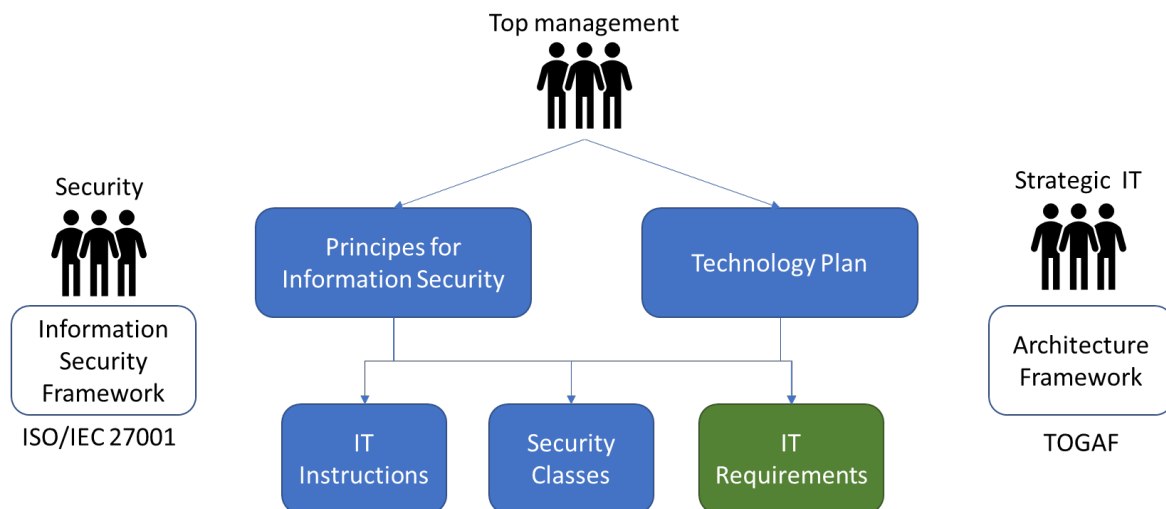 Top management
Security
Strategic IT
Principes for
Information Security
Technology Plan
Information
Security
Framework
Architecture
Framework
ISO/IEC 27001
TOGAF
IT
Instructions
Security
Classes
IT
Requirements